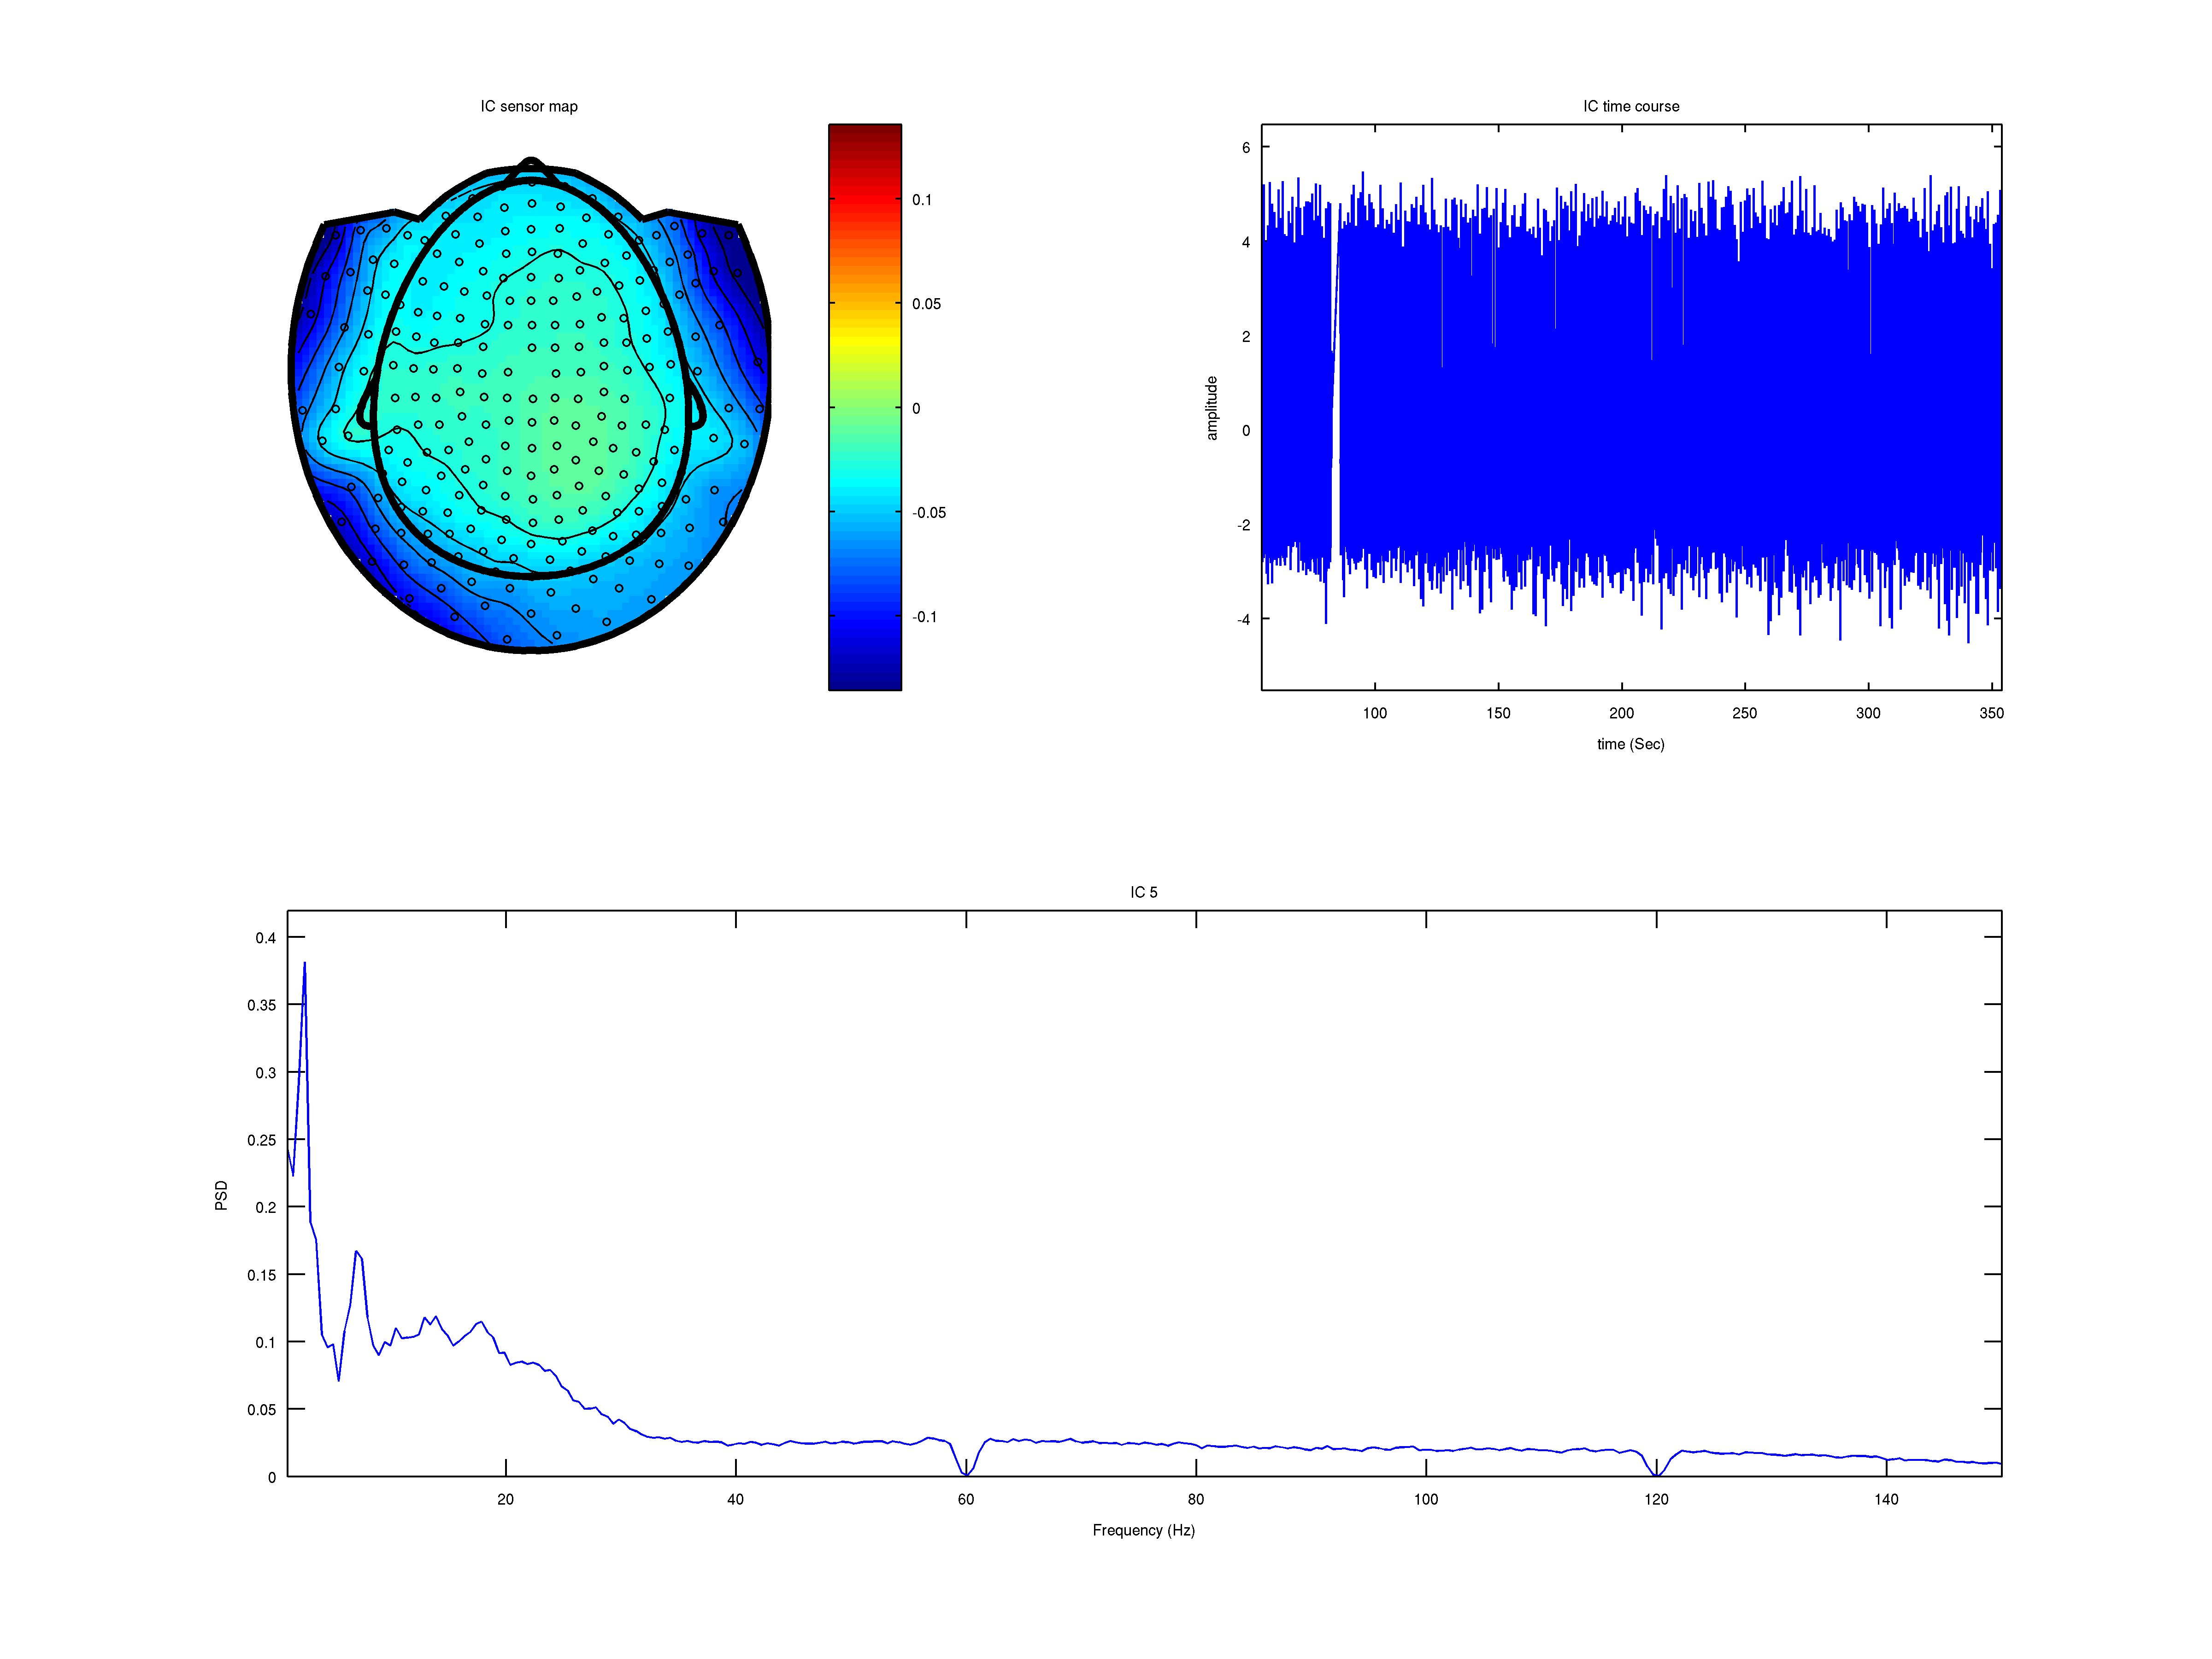 IC sensor map
0.1
0.05
0
-0.05
-0.1
IC time course
6
4
2
0
-2
-4
amplitude
100 150 200 250 300 350
time (Sec)
IC 5
0.4
0.35
0.3
0.25
0.2
0.15
0.1
0.05
0
PSD
20 40 60 80 100 120 140
Frequency (Hz)